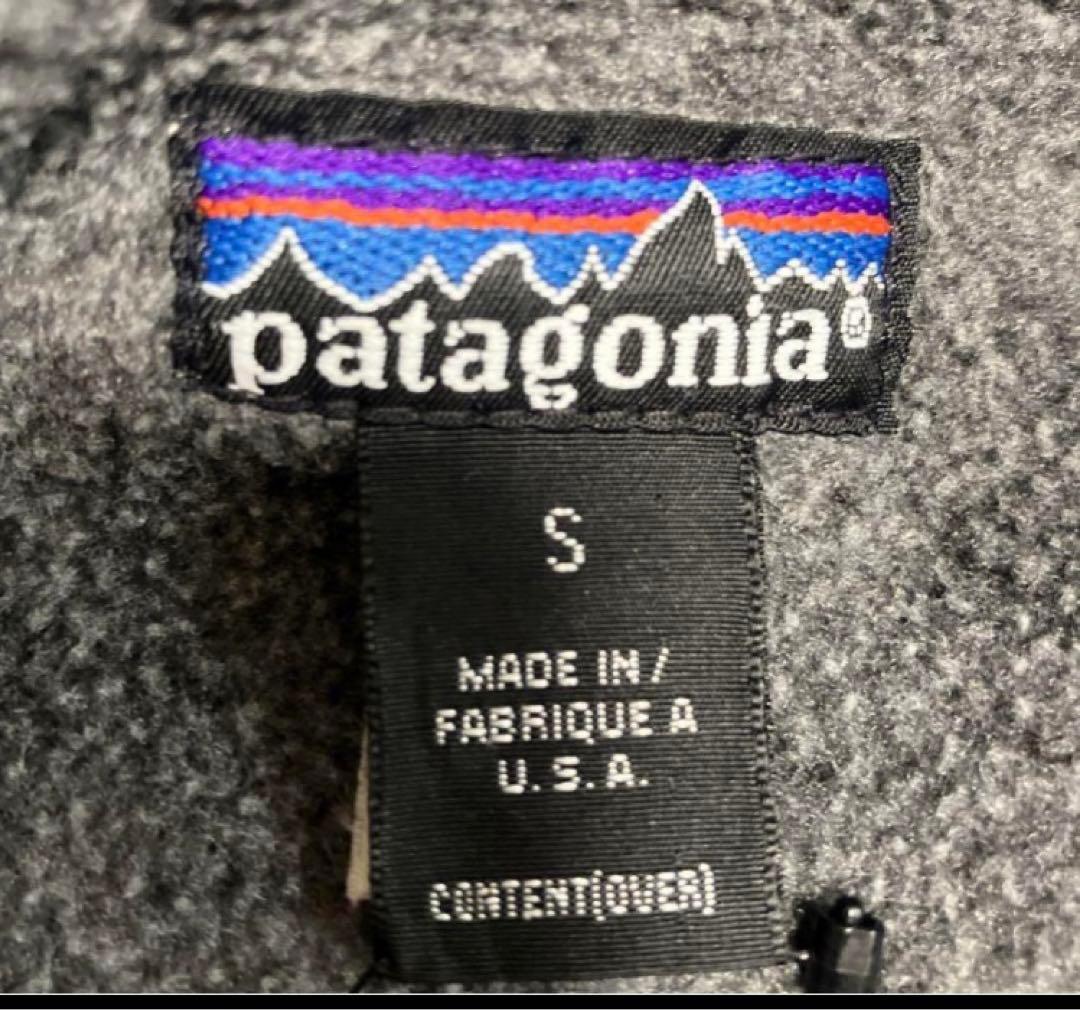 patagonia®
S
MADE IN /
FABRIQUE A
U.S.A.
CONTENT(OVER)